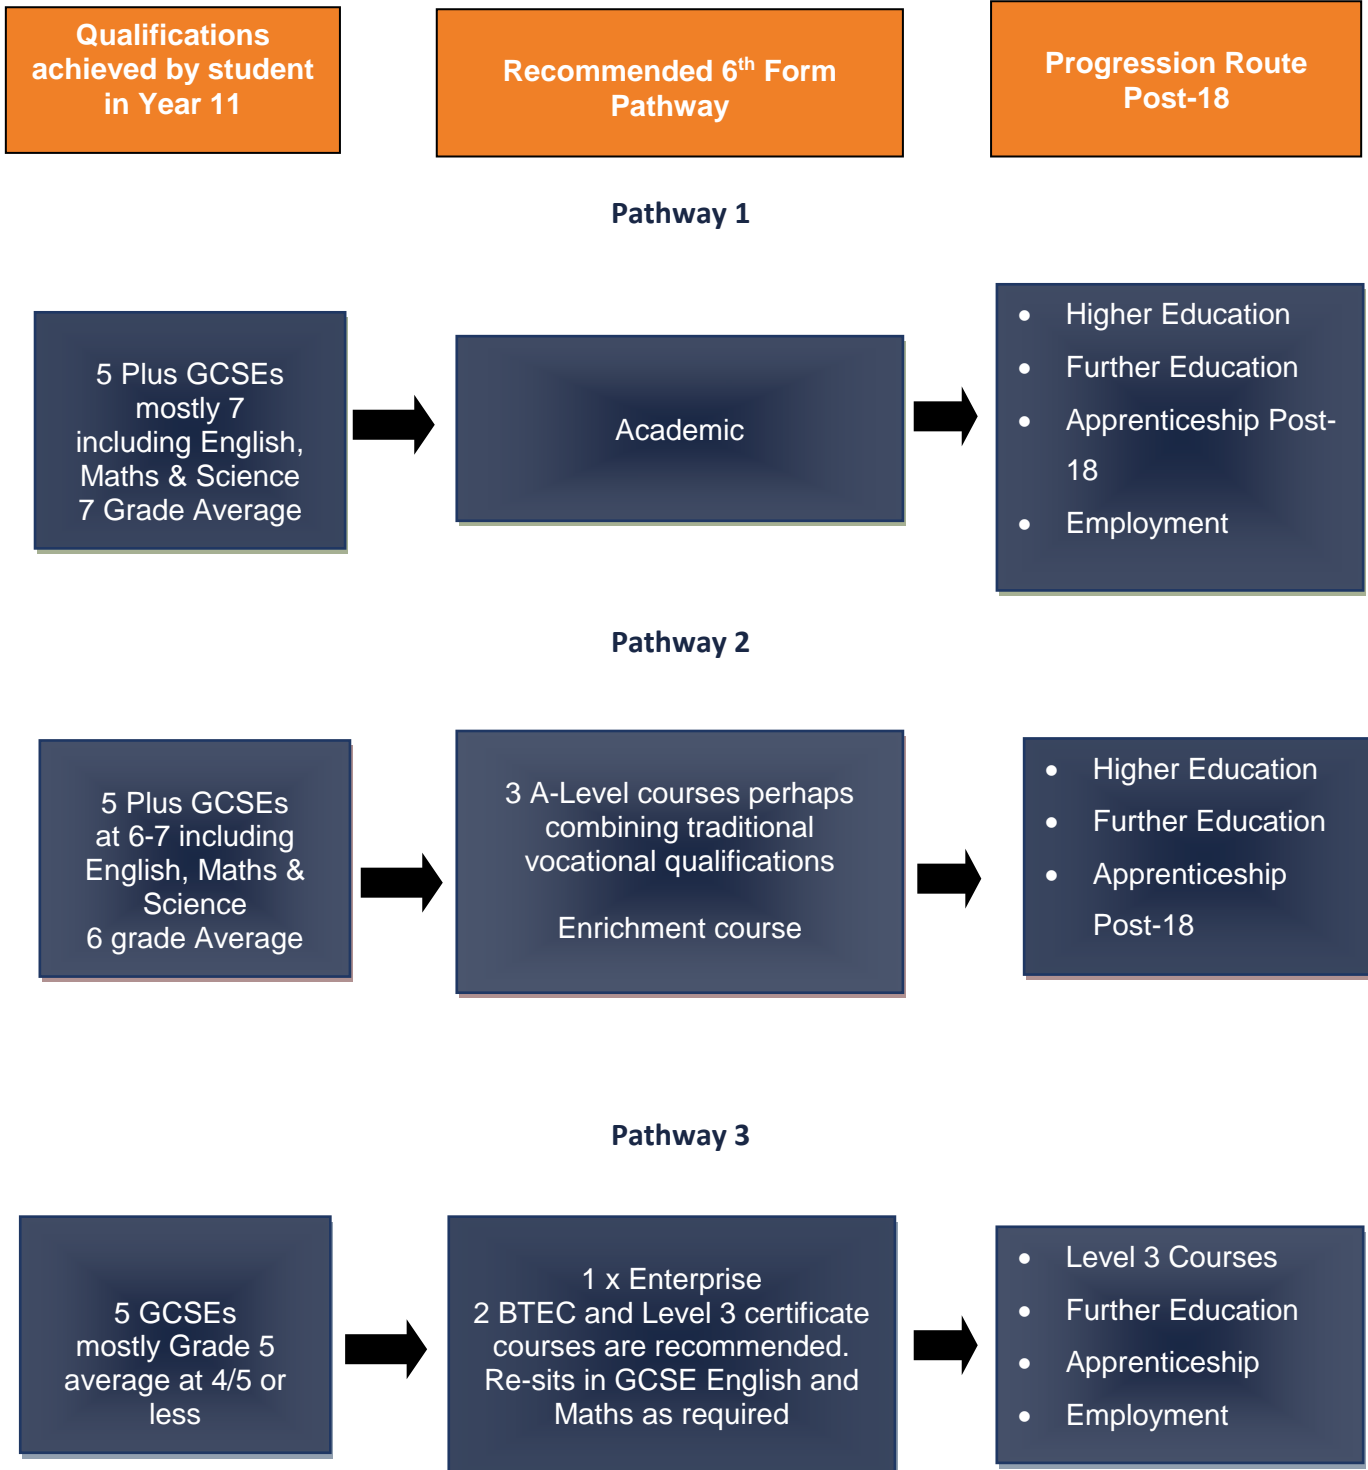 Qualifications
achieved by student
in Year 11
Recommended 6th Form
Pathway
Progression Route
Post-18
Pathway 1
5 Plus GCSEs
mostly 7
including English,
Maths & Science
7 Grade Average
Academic
• Higher Education
• Further Education
• Apprenticeship Post-
18
• Employment
Pathway 2
5 Plus GCSEs
at 6-7 including
English, Maths &
Science
6 grade Average
3 A-Level courses perhaps
combining traditional
vocational qualifications
Enrichment course
• Higher Education
• Further Education
• Apprenticeship
Post-18
Pathway 3
5 GCSEs
mostly Grade 5
average at 4/5 or
less
1 x Enterprise
2 BTEC and Level 3 certificate
courses are recommended.
Re-sits in GCSE English and
Maths as required
• Level 3 Courses
• Further Education
• Apprenticeship
• Employment